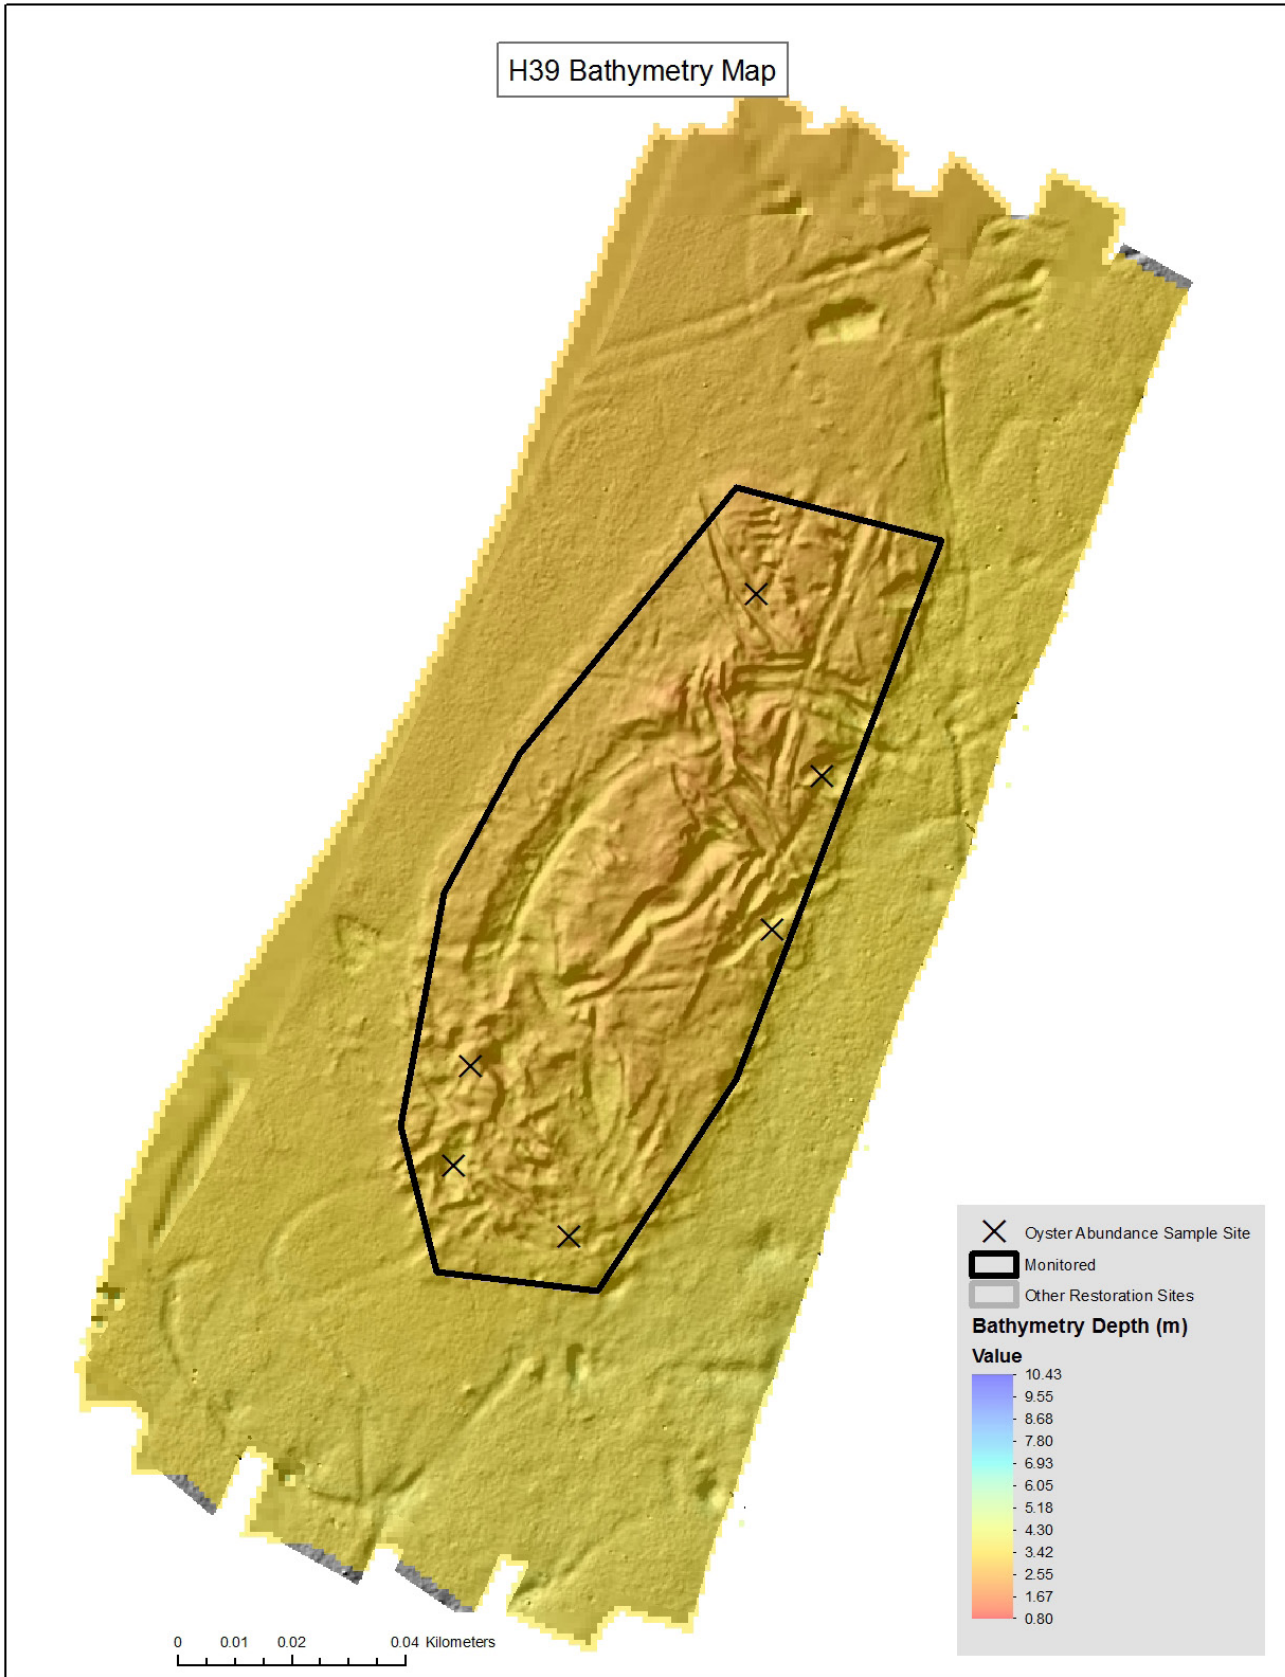 H39 Bathymetry Map
Oyster Abundance Sample Site
Monitored
Other Restoration Sites
Bathymetry Depth (m)
Value
10.43
9.55
8.68
7.80
6.93
6.05
5.18
4.30
3.42
2.55
1.67
0.80
0 0.01 0.02 0.04 Kilometers